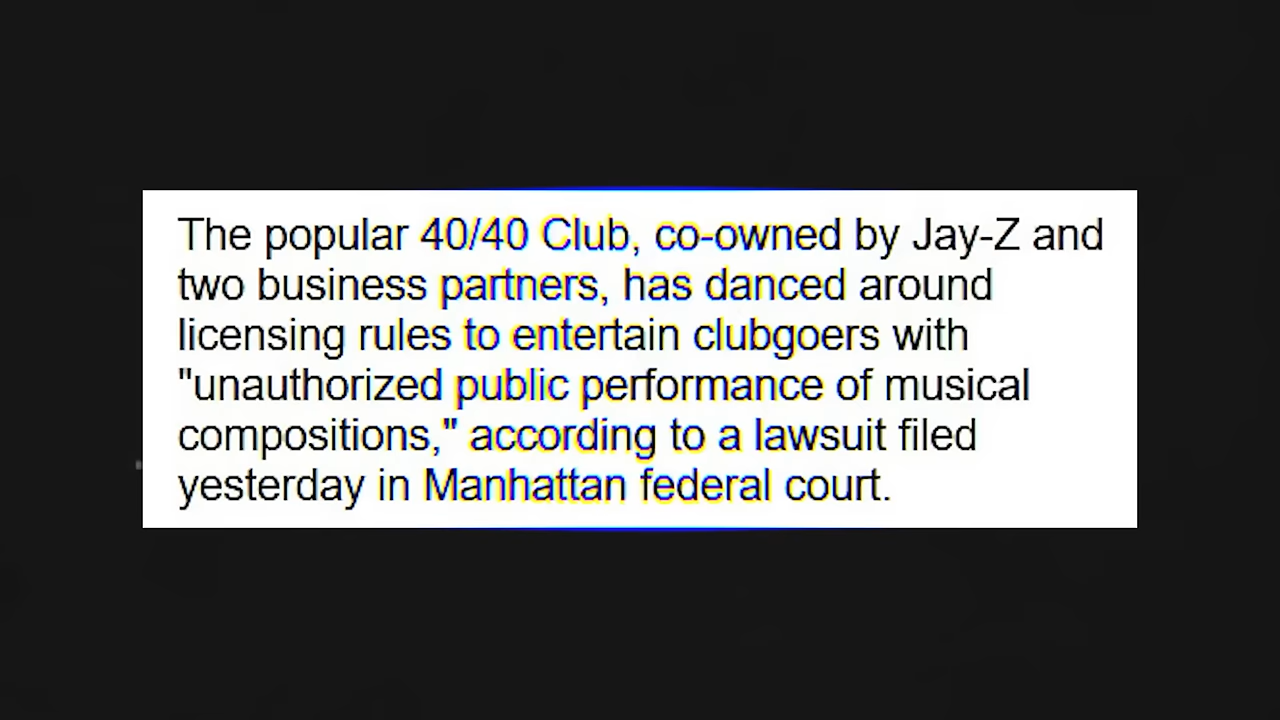 The popular 40/40 Club, co-owned by Jay-Z and
two business partners, has danced around
licensing rules to entertain clubgoers with
"unauthorized public performance of musical
compositions," according to a lawsuit filed
yesterday in Manhattan federal court.